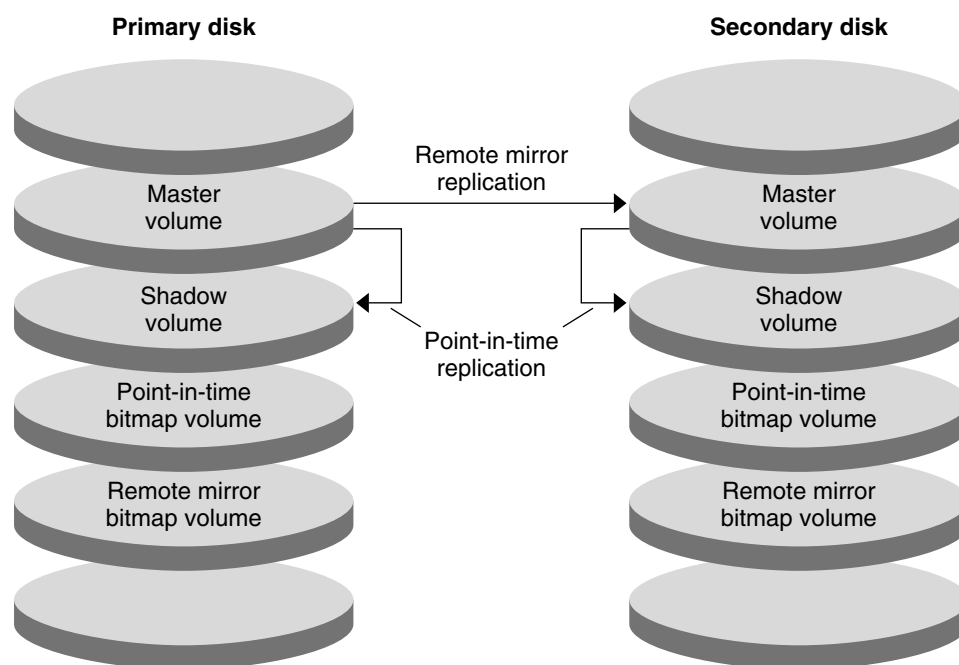 Primary disk
Secondary disk
Remote mirror
replication
Master
volume
Master
volume
Shadow
volume
Shadow
volume
Point-in-time
replication
Point-in-time
bitmap volume
Point-in-time
bitmap volume
Remote mirror
bitmap volume
Remote mirror
bitmap volume